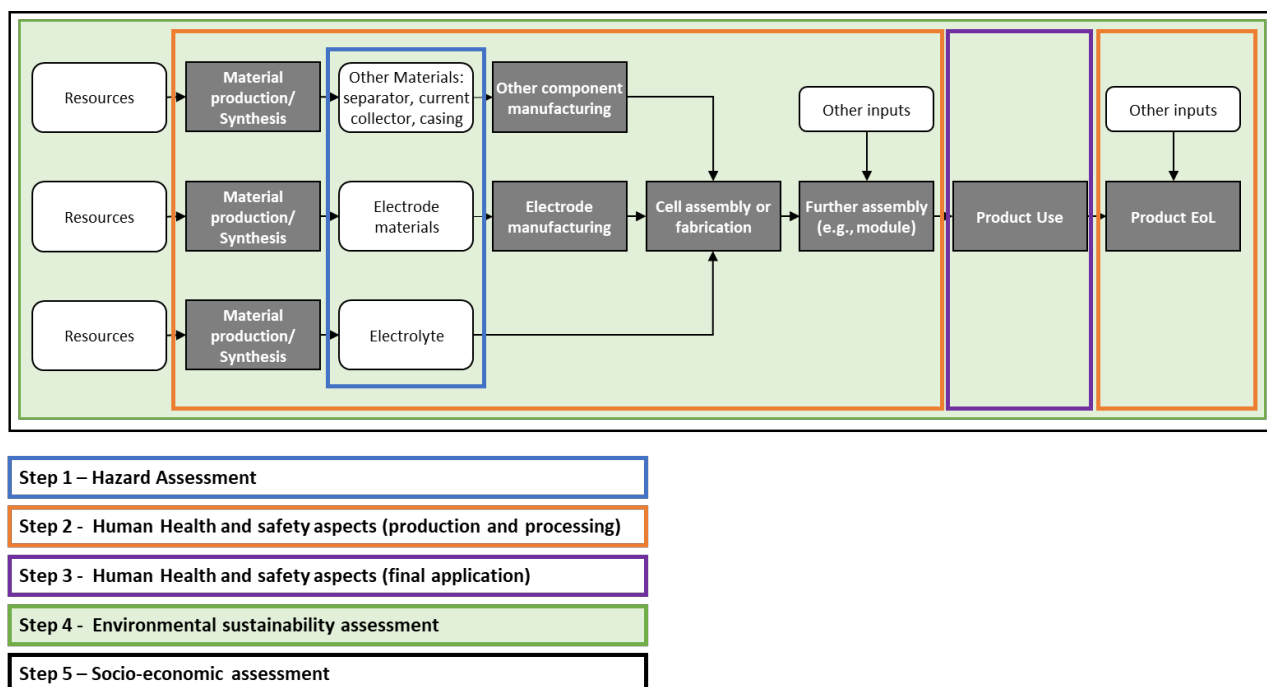 Resources
Material
production/
Synthesis
Other Materials:
separator, current
collector, casing
Other component
manufacturing
Other inputs
Other inputs
Resources
Material
production/
Synthesis
Electrode
materials
Electrode
manufacturing
Cell assembly or
fabrication
Further assembly
(e.g., module)
Product Use
Product EoL
Resources
Material
production/
Synthesis
Electrolyte
Step 1 – Hazard Assessment
Step 2 - Human Health and safety aspects (production and processing)
Step 3 - Human Health and safety aspects (final application)
Step 4 - Environmental sustainability assessment
Step 5 – Socio-economic assessment